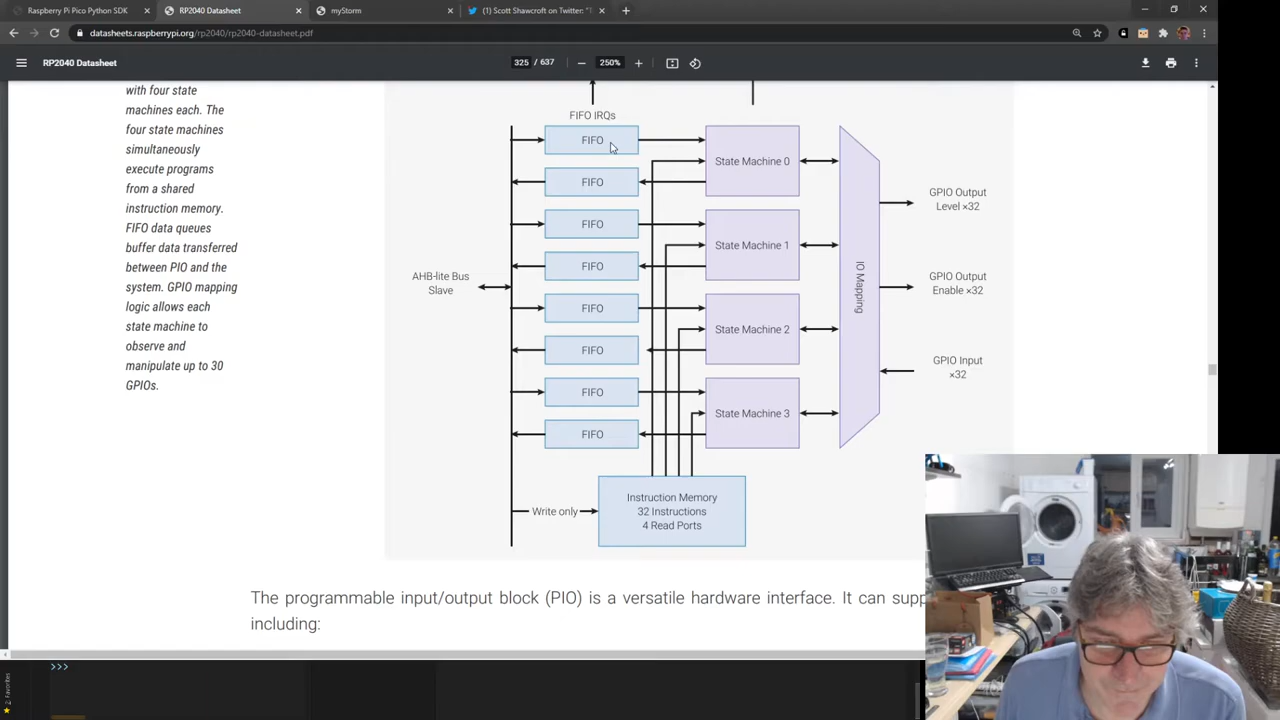 Raspberry Pi Pico Python SDK
RP2040 Datasheet
myStorm
(1) Scott Shawcroft on Twitter: "T
datasheets.raspberrypi.org/rp2040/rp2040-datasheet.pdf
RP2040 Datasheet
325 / 637
250%
with four state
machines each. The
four state machines
simultaneously
execute programs
from a shared
instruction memory.
FIFO data queues
buffer data transferred
between PIO and the
system. GPIO mapping
logic allows each
state machine to
observe and
manipulate up to 30
GPIOs.
FIFO IRQs
FIFO
FIFO
FIFO
FIFO
FIFO
FIFO
FIFO
FIFO
State Machine 0
State Machine 1
State Machine 2
State Machine 3
AHB-lite Bus
Slave
IO Mapping
GPIO Output
Level ×32
GPIO Output
Enable ×32
GPIO Input
×32
Write only
Instruction Memory
32 Instructions
4 Read Ports
The programmable input/output block (PIO) is a versatile hardware interface. It can supp
including:
>>>
2: Favorites